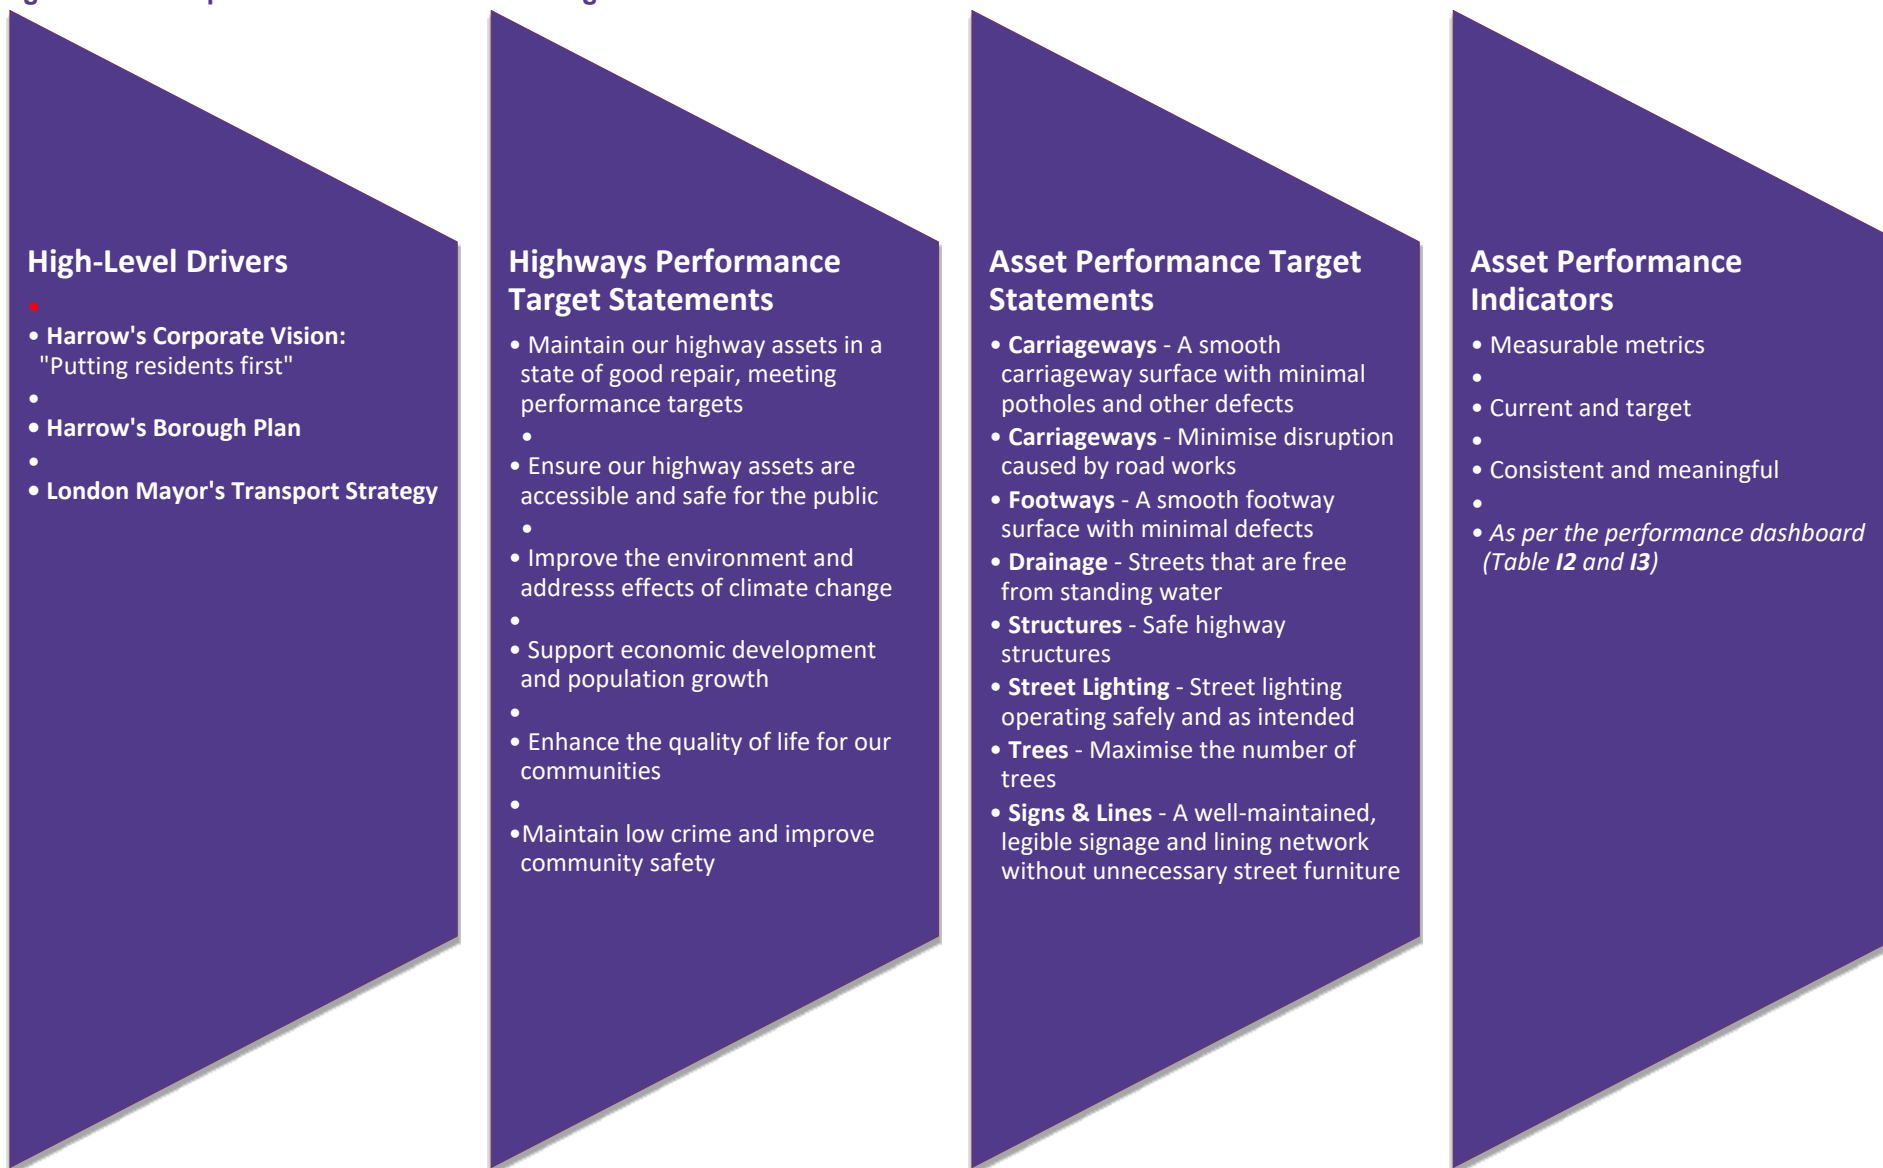 High-Level Drivers
•
• Harrow's Corporate Vision:
"Putting residents first"
•
• Harrow's Borough Plan
•
• London Mayor's Transport Strategy
Highways Performance
Target Statements
• Maintain our highway assets in a
state of good repair, meeting
performance targets
•
• Ensure our highway assets are
accessible and safe for the public
•
• Improve the environment and
addresss effects of climate change
•
• Support economic development
and population growth
•
• Enhance the quality of life for our
communities
•
•Maintain low crime and improve
community safety
Asset Performance Target
Statements
• Carriageways - A smooth
carriageway surface with minimal
potholes and other defects
• Carriageways - Minimise disruption
caused by road works
• Footways - A smooth footway
surface with minimal defects
• Drainage - Streets that are free
from standing water
• Structures - Safe highway
structures
• Street Lighting - Street lighting
operating safely and as intended
• Trees - Maximise the number of
trees
• Signs & Lines - A well-maintained,
legible signage and lining network
without unnecessary street furniture
Asset Performance
Indicators
• Measurable metrics
•
• Current and target
•
• Consistent and meaningful
•
• As per the performance dashboard
(Table I2 and I3)